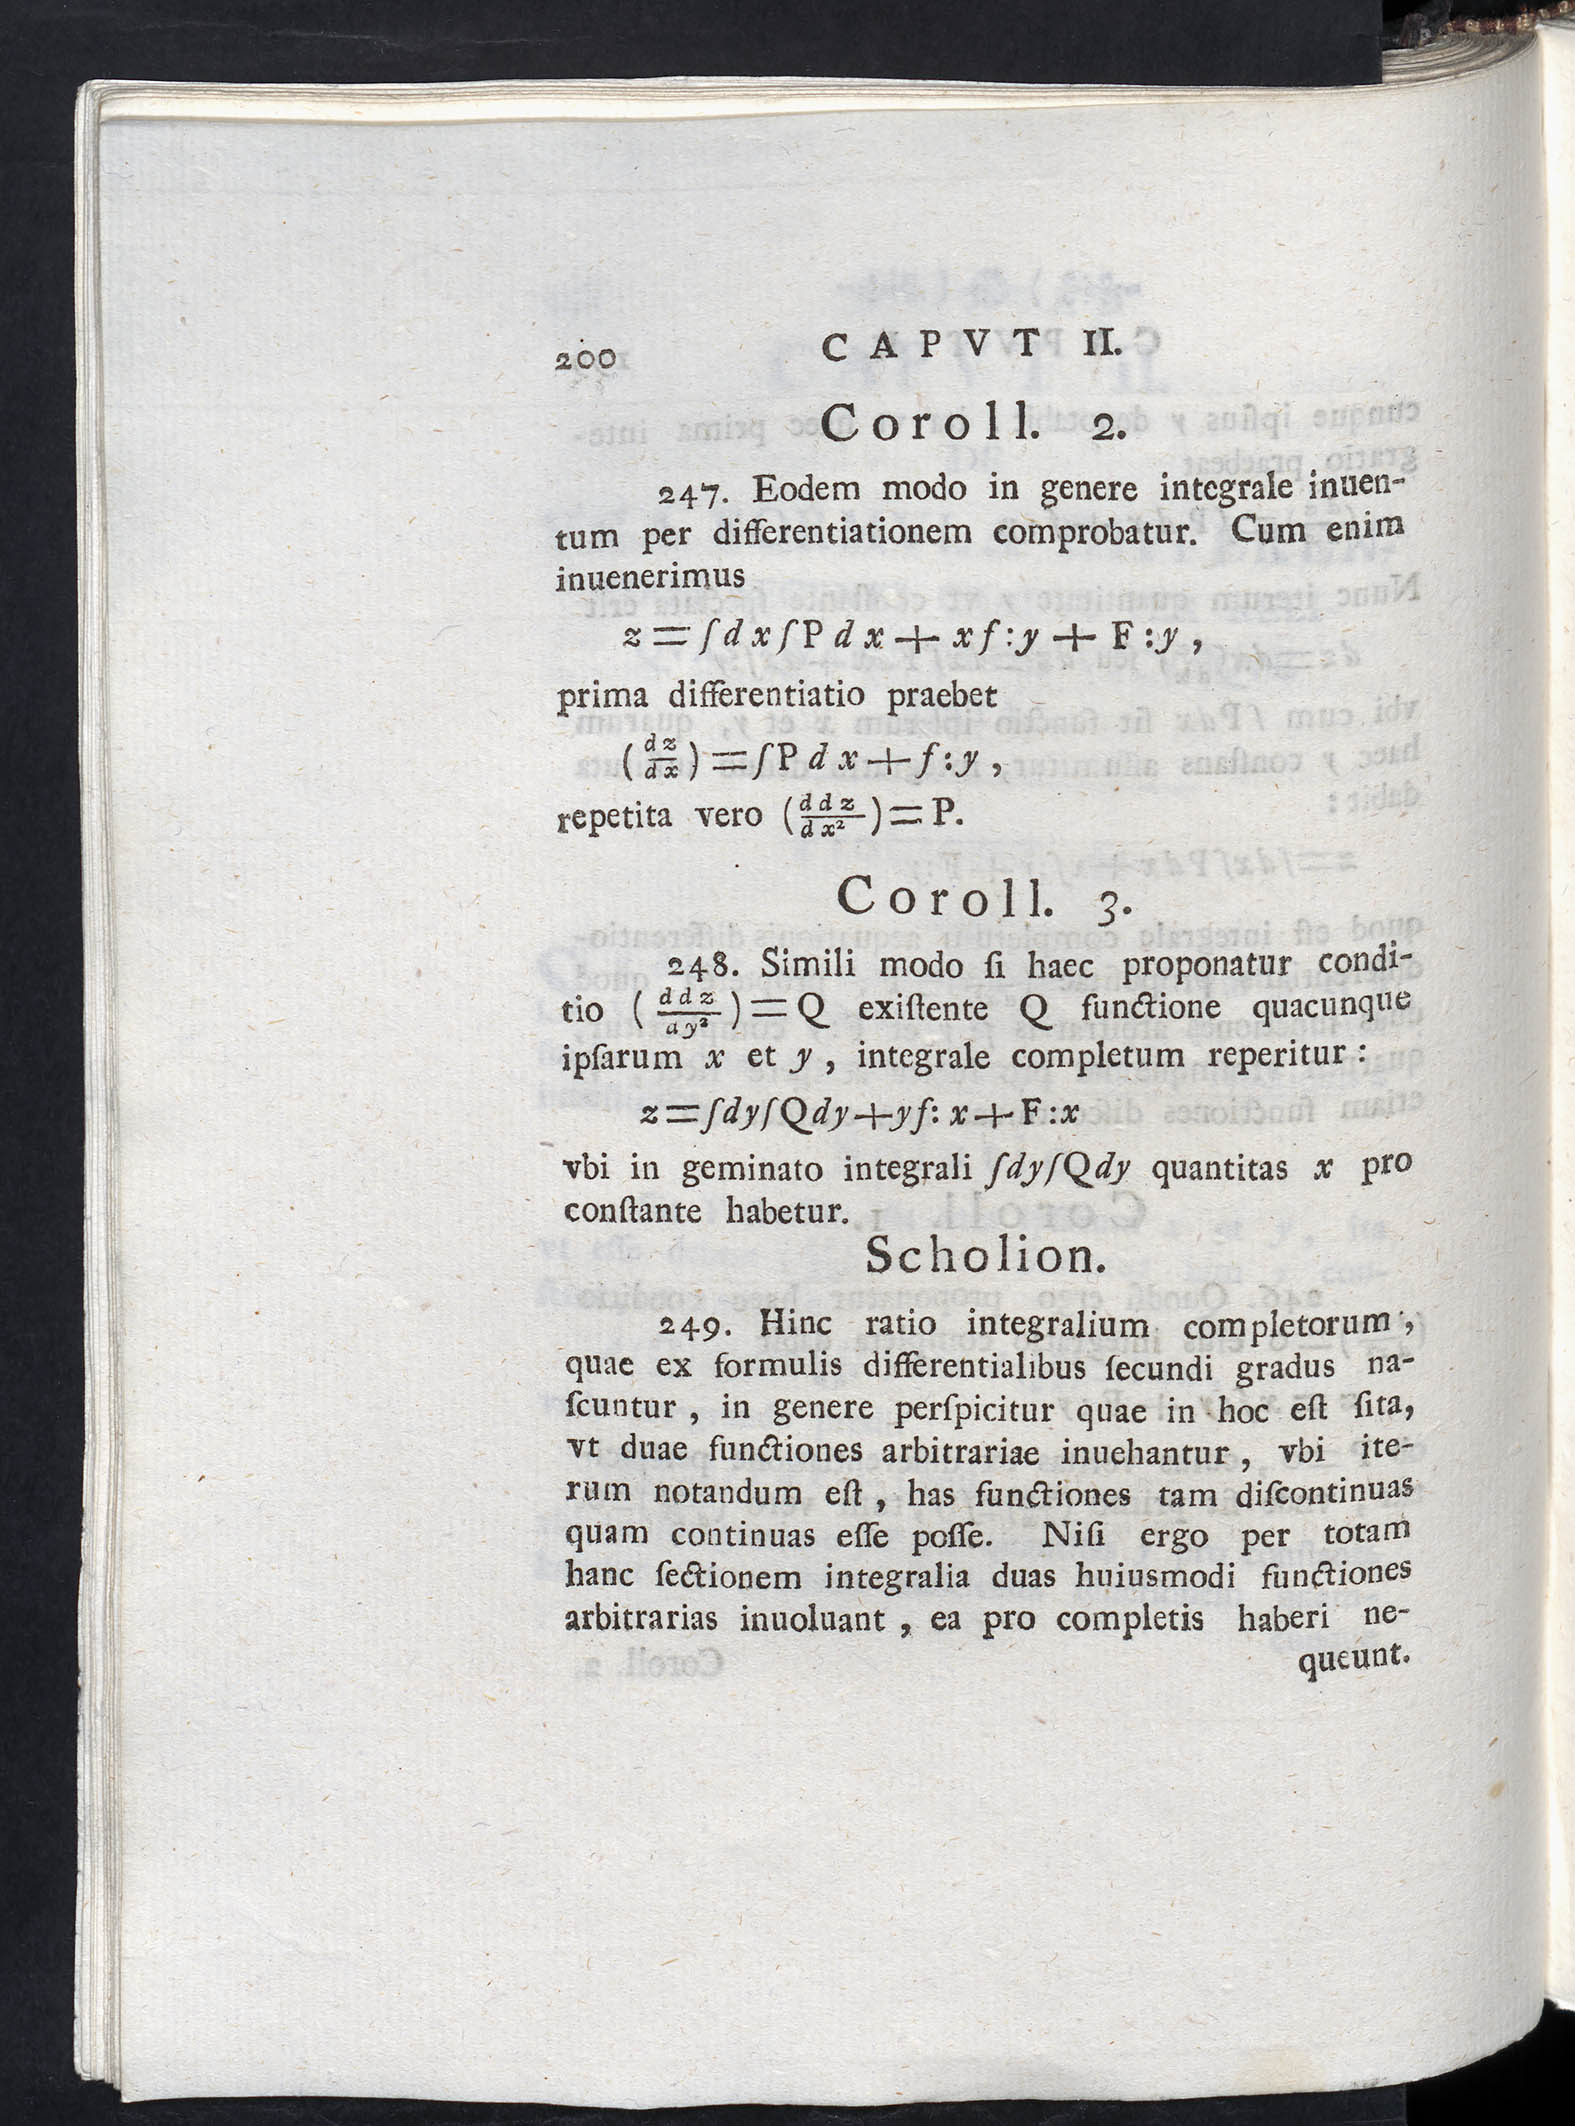 200 CAPVT II.
Coroll. 2.
247. Eodem modo in genere integrale inuen-
tum per differentiationem comprobatur. Cum enim
inuenerimus
z=∫dx∫Pdx+xf:y+F:y,
prima differentiatio praebet
(dz/dx)=∫Pdx+f:y,
repetita vero (ddz/dx²)=P.
Coroll. 3.
248. Simili modo ſi haec proponatur condi-
tio (ddz/dy²)=Q exiſtente Q functione quacunque
ipſarum x et y, integrale completum reperitur:
z=∫dy∫Qdy+yf:x+F:x
vbi in geminato integrali ∫dy∫Qdy quantitas x pro
conſtante habetur.
Scholion.
249. Hinc ratio integralium completorum,
quae ex formulis differentialibus ſecundi gradus na-
ſcuntur, in genere perſpicitur quae in hoc eſt ſita,
vt duae functiones arbitrariae inuehantur, vbi ite-
rum notandum eſt, has functiones tam diſcontinuas
quam continuas eſſe poſſe. Niſi ergo per totam
hanc ſectionem integralia duas huiusmodi functiones
arbitrarias inuoluant, ea pro completis haberi ne-
queunt.